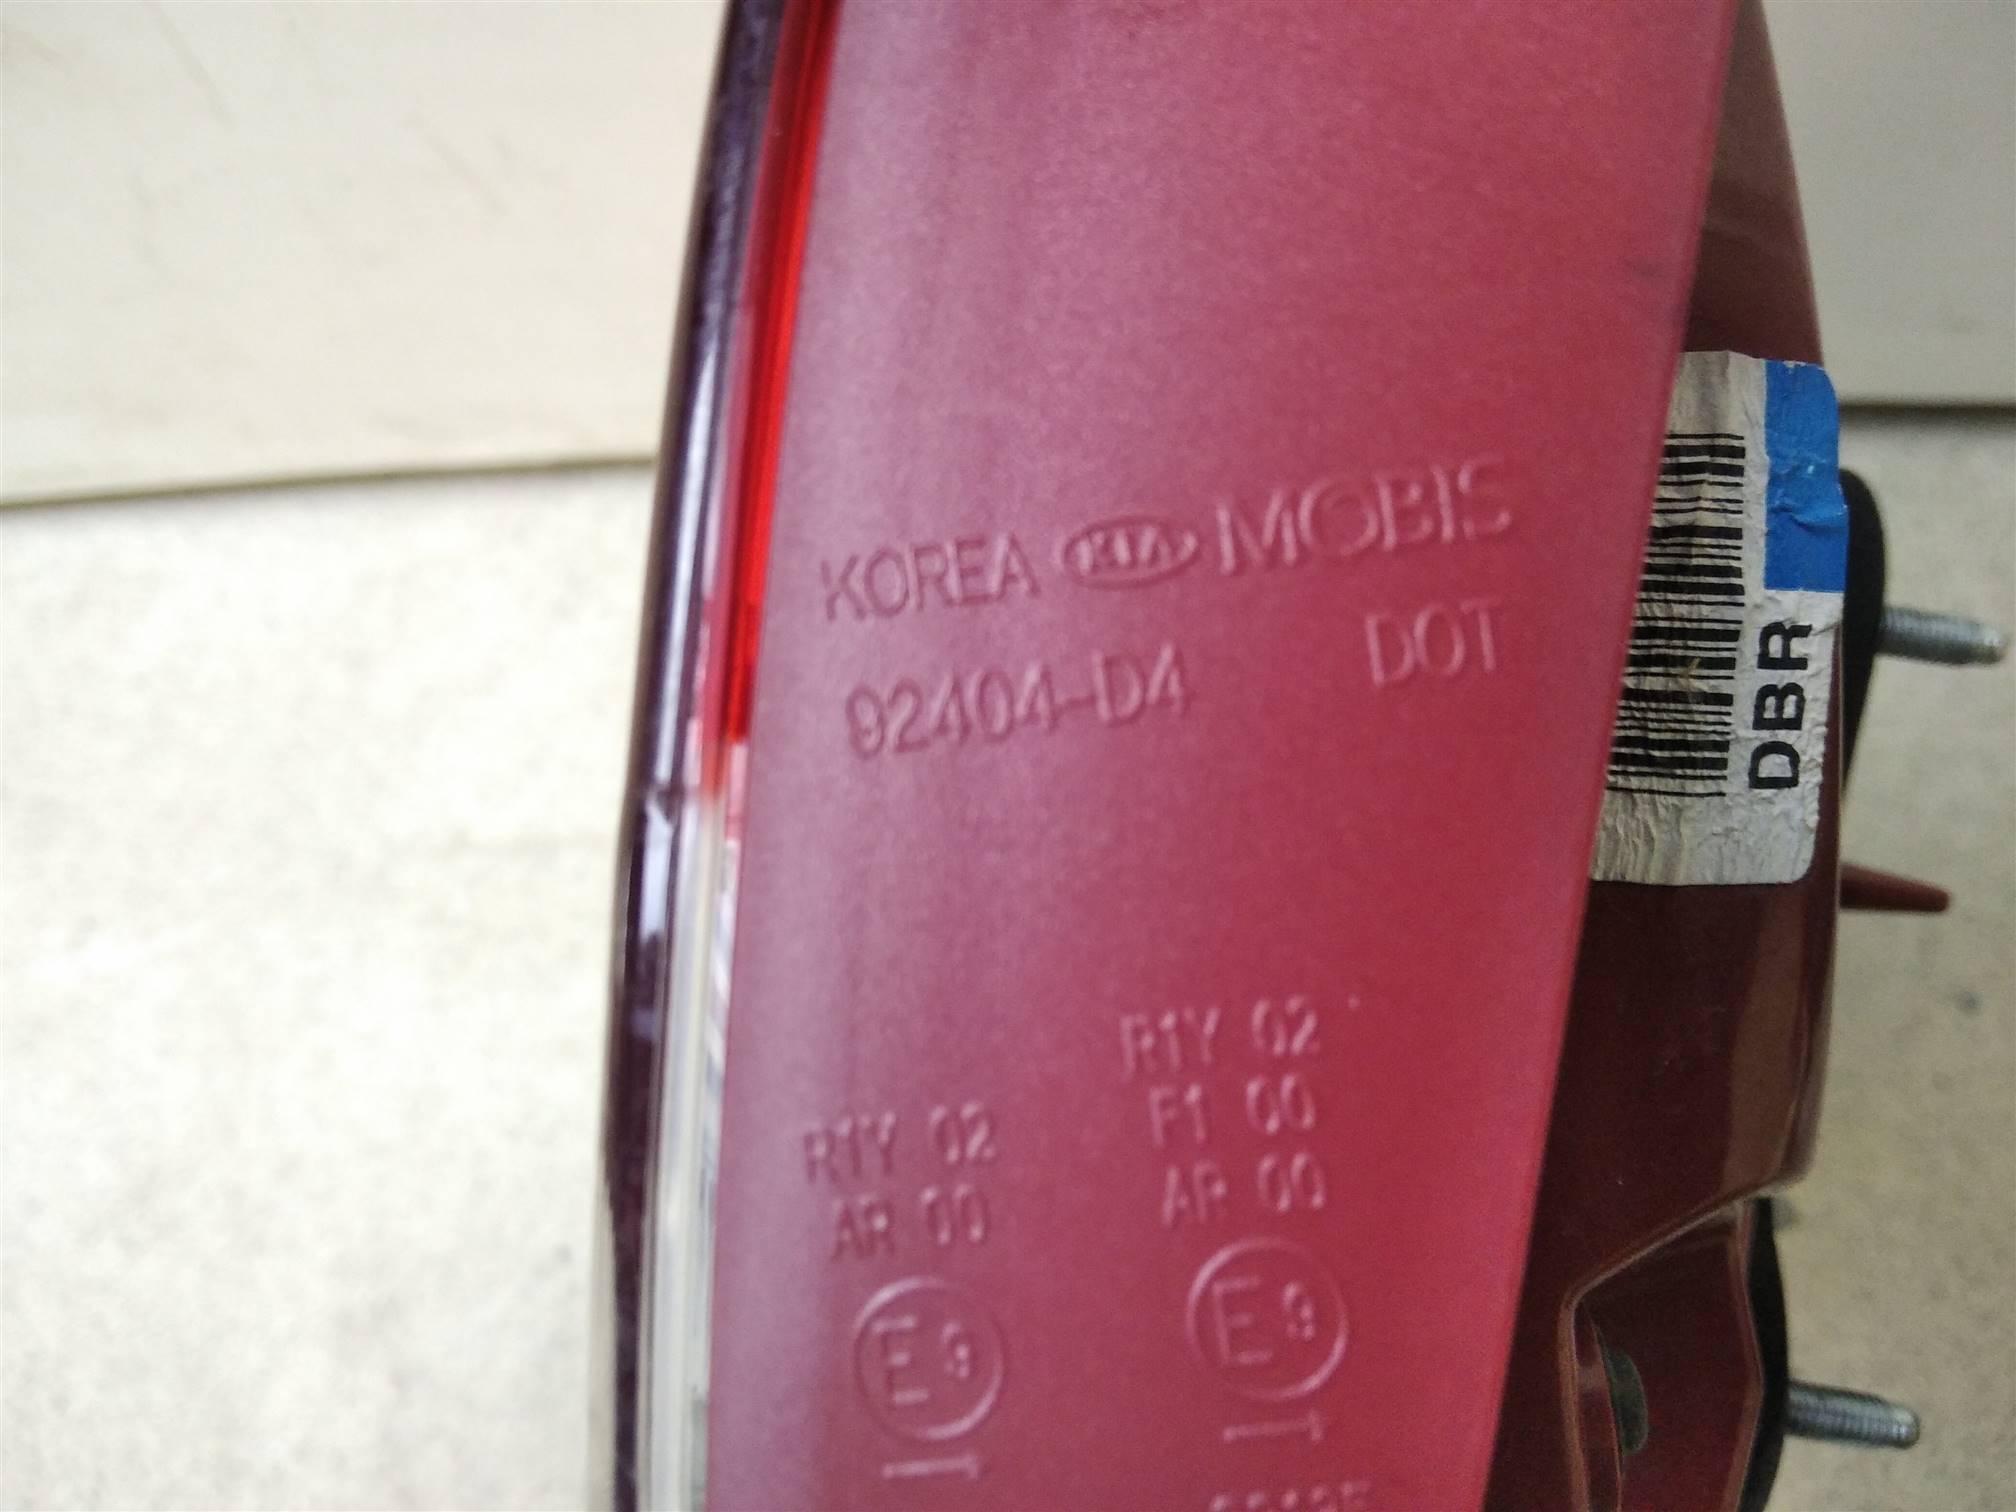 KOREA KIA MOBIS
92404-D4 DOT
DBR
R1Y 02
F1 00
AR 00
E9
R1Y 02
AR 00
E9